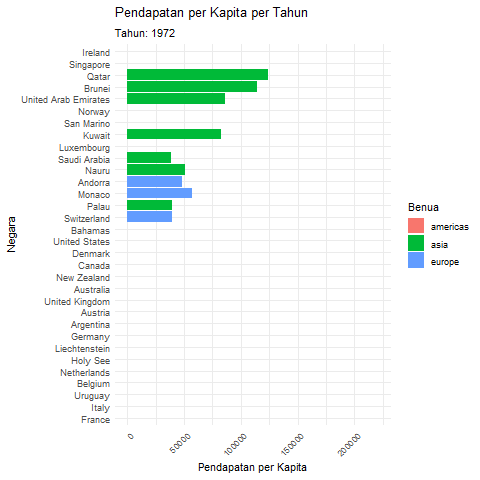 Pendapatan per Kapita per Tahun
Tahun: 1972
Ireland
Singapore
Qatar
Brunei
United Arab Emirates
Norway
San Marino
Kuwait
Luxembourg
Saudi Arabia
Nauru
Andorra
Monaco
Palau
Switzerland
Bahamas
United States
Denmark
Canada
New Zealand
Australia
United Kingdom
Austria
Argentina
Germany
Liechtenstein
Holy See
Netherlands
Belgium
Uruguay
Italy
France
Negara
0
50000
100000
150000
200000
Pendapatan per Kapita
Benua
americas
asia
europe